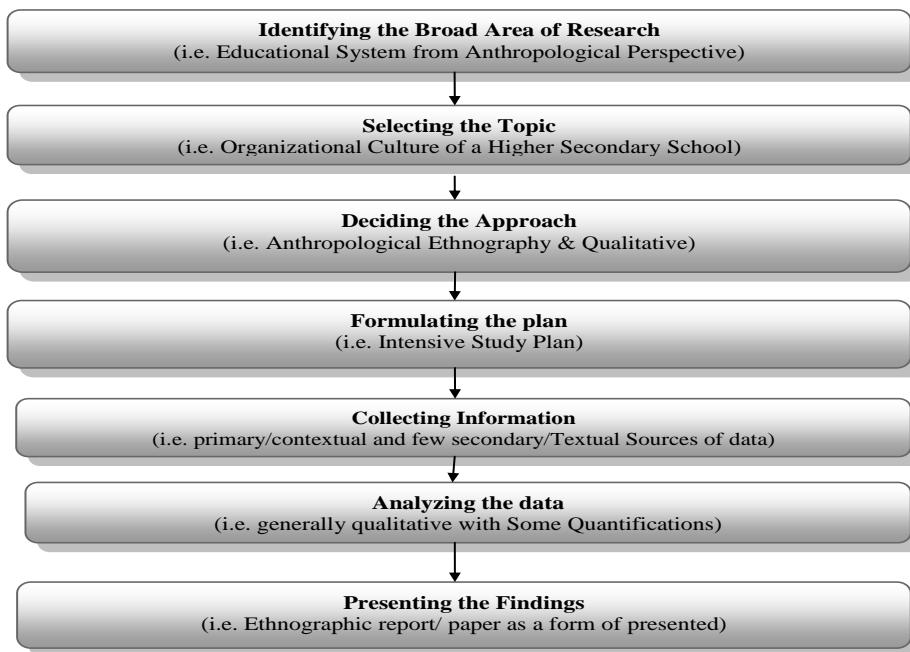 Identifying the Broad Area of Research
(i.e. Educational System from Anthropological Perspective)
Selecting the Topic
(i.e. Organizational Culture of a Higher Secondary School)
Deciding the Approach
(i.e. Anthropological Ethnography & Qualitative)
Formulating the plan
(i.e. Intensive Study Plan)
Collecting Information
(i.e. primary/contextual and few secondary/Textual Sources of data)
Analyzing the data
(i.e. generally qualitative with Some Quantifications)
Presenting the Findings
(i.e. Ethnographic report/ paper as a form of presented)